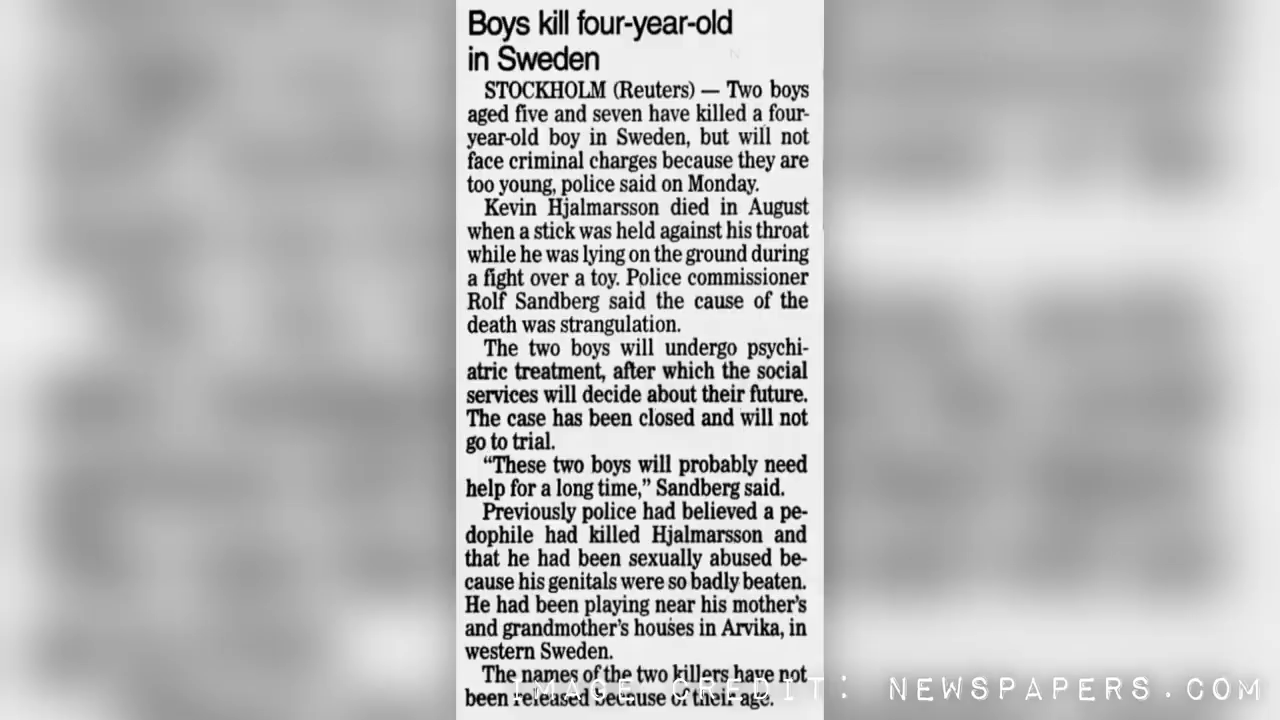 Boys kill four-year-old
in Sweden
STOCKHOLM (Reuters) — Two boys
aged five and seven have killed a four-
year-old boy in Sweden, but will not
face criminal charges because they are
too young, police said on Monday.
Kevin Hjalmarsson died in August
when a stick was held against his throat
while he was lying on the ground during
a fight over a toy. Police commissioner
Rolf Sandberg said the cause of the
death was strangulation.
The two boys will undergo psychi-
atric treatment, after which the social
services will decide about their future.
The case has been closed and will not
go to trial.
“These two boys will probably need
help for a long time,” Sandberg said.
Previously police had believed a pe-
dophile had killed Hjalmarsson and
that he had been sexually abused be-
cause his genitals were so badly beaten.
He had been playing near his mother’s
and grandmother’s houses in Arvika, in
western Sweden.
The names of the two killers have not
been released because of their age.
IMAGE CREDIT: NEWSPAPERS.COM